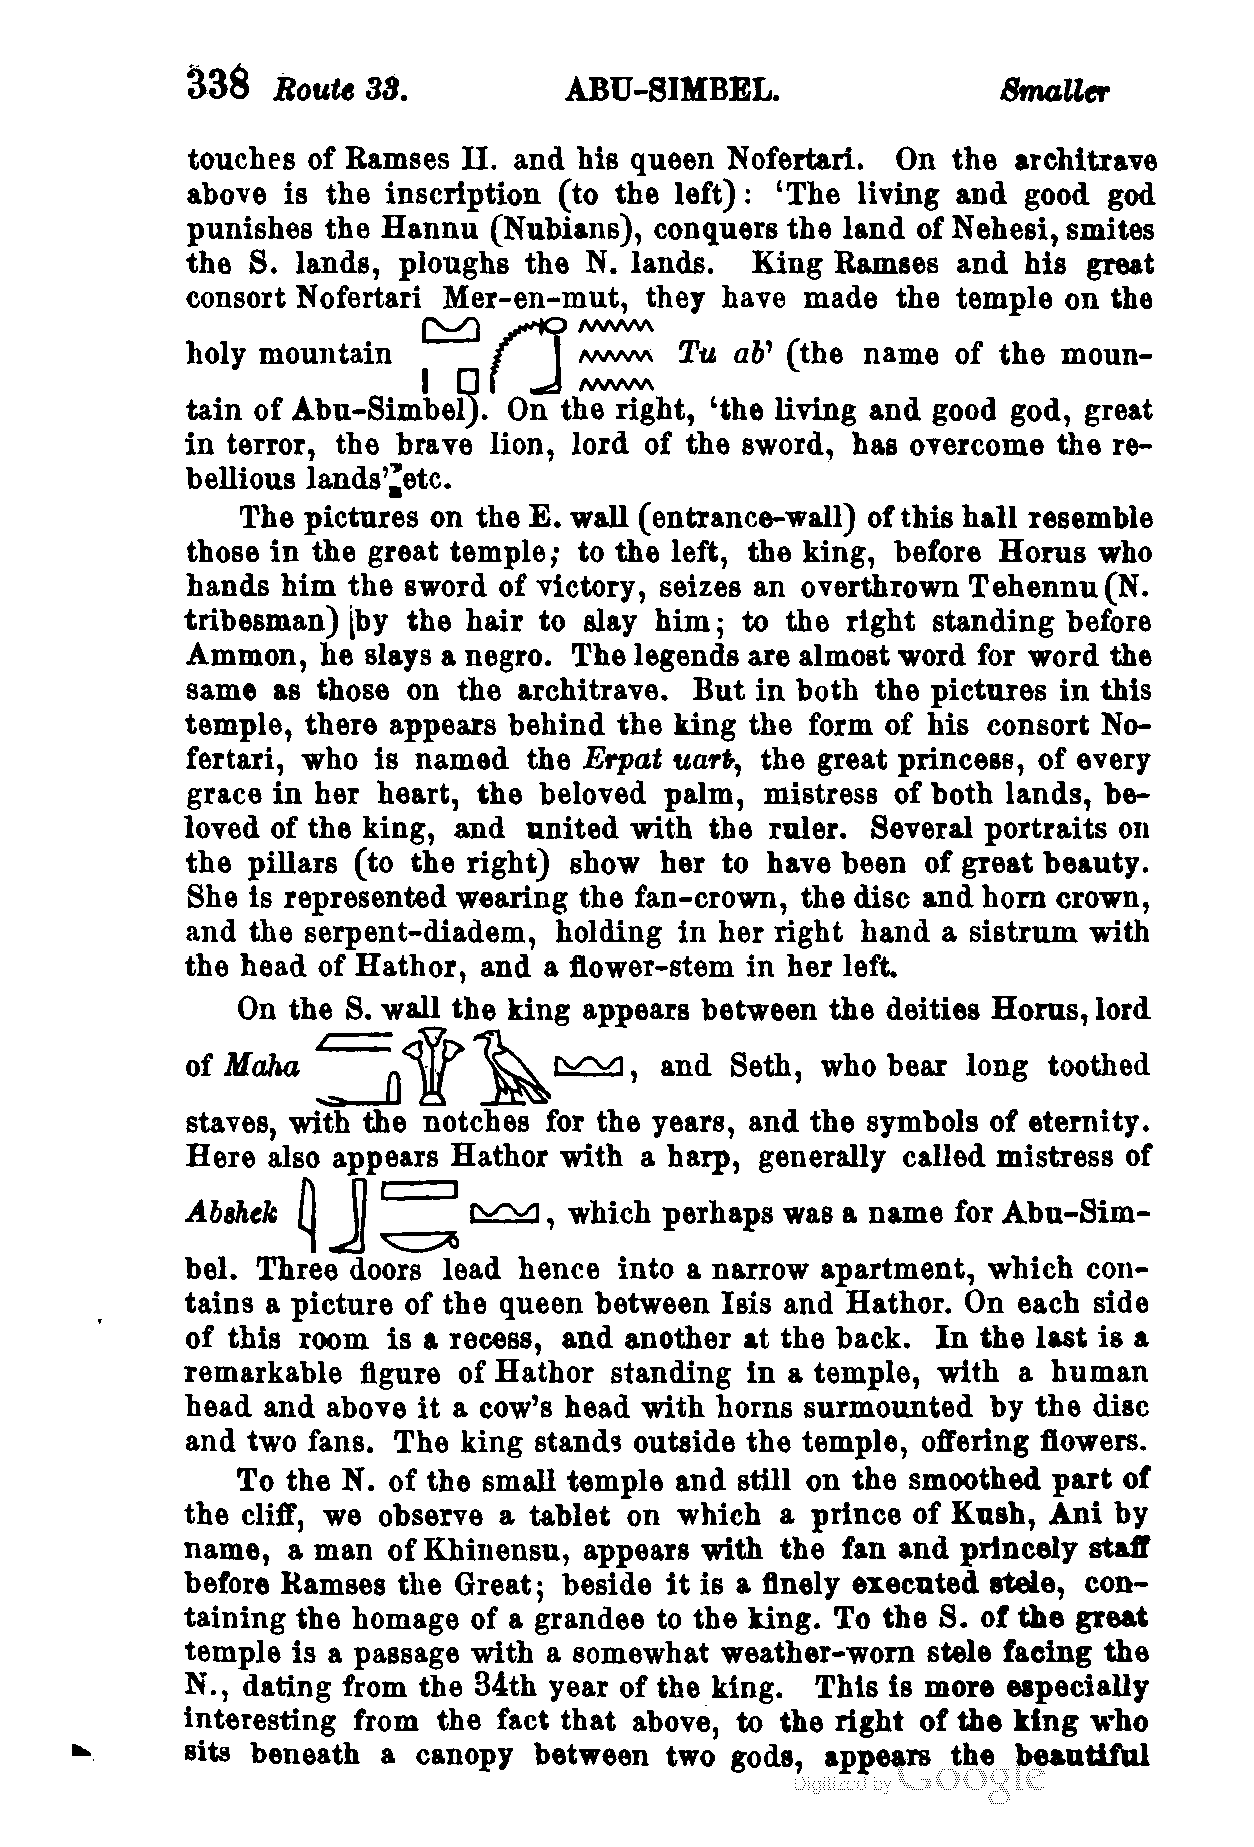 338 Route 33. ABU-SIMBEL. Smaller
touches of Ramses II. and his queen Nofertari. On the architrave
above is the inscription (to the left): 'The living and good god
punishes the Hannu (Nubians), conquers the land of Nehesi, smites
the S. lands, ploughs the N. lands. King Ramses and his great
consort Nofertari Mer-en-mut, they have made the temple on the
holy mountain Tu ab' (the name of the moun-
tain of Abu-Simbel). On the right, 'the living and good god, great
in terror, the brave lion, lord of the sword, has overcome the re-
bellious lands' etc.
The pictures on the E. wall (entrance-wall) of this hall resemble
those in the great temple; to the left, the king, before Horus who
hands him the sword of victory, seizes an overthrown Tehennu (N.
tribesman) by the hair to slay him; to the right standing before
Ammon, he slays a negro. The legends are almost word for word the
same as those on the architrave. But in both the pictures in this
temple, there appears behind the king the form of his consort No-
fertari, who is named the Erpat uart, the great princess, of every
grace in her heart, the beloved palm, mistress of both lands, be-
loved of the king, and united with the ruler. Several portraits on
the pillars (to the right) show her to have been of great beauty.
She is represented wearing the fan-crown, the disc and horn crown,
and the serpent-diadem, holding in her right hand a sistrum with
the head of Hathor, and a flower-stem in her left.
On the S. wall the king appears between the deities Horus, lord
of Maha , and Seth, who bear long toothed
staves, with the notches for the years, and the symbols of eternity.
Here also appears Hathor with a harp, generally called mistress of
Abshek , which perhaps was a name for Abu-Sim-
bel. Three doors lead hence into a narrow apartment, which con-
tains a picture of the queen between Isis and Hathor. On each side
of this room is a recess, and another at the back. In the last is a
remarkable figure of Hathor standing in a temple, with a human
head and above it a cow's head with horns surmounted by the disc
and two fans. The king stands outside the temple, offering flowers.
To the N. of the small temple and still on the smoothed part of
the cliff, we observe a tablet on which a prince of Kush, Ani by
name, a man of Khinensu, appears with the fan and princely staff
before Ramses the Great; beside it is a finely executed stele, con-
taining the homage of a grandee to the king. To the S. of the great
temple is a passage with a somewhat weather-worn stele facing the
N., dating from the 34th year of the king. This is more especially
interesting from the fact that above, to the right of the king who
sits beneath a canopy between two gods, appears the beautiful
Digitized by Google